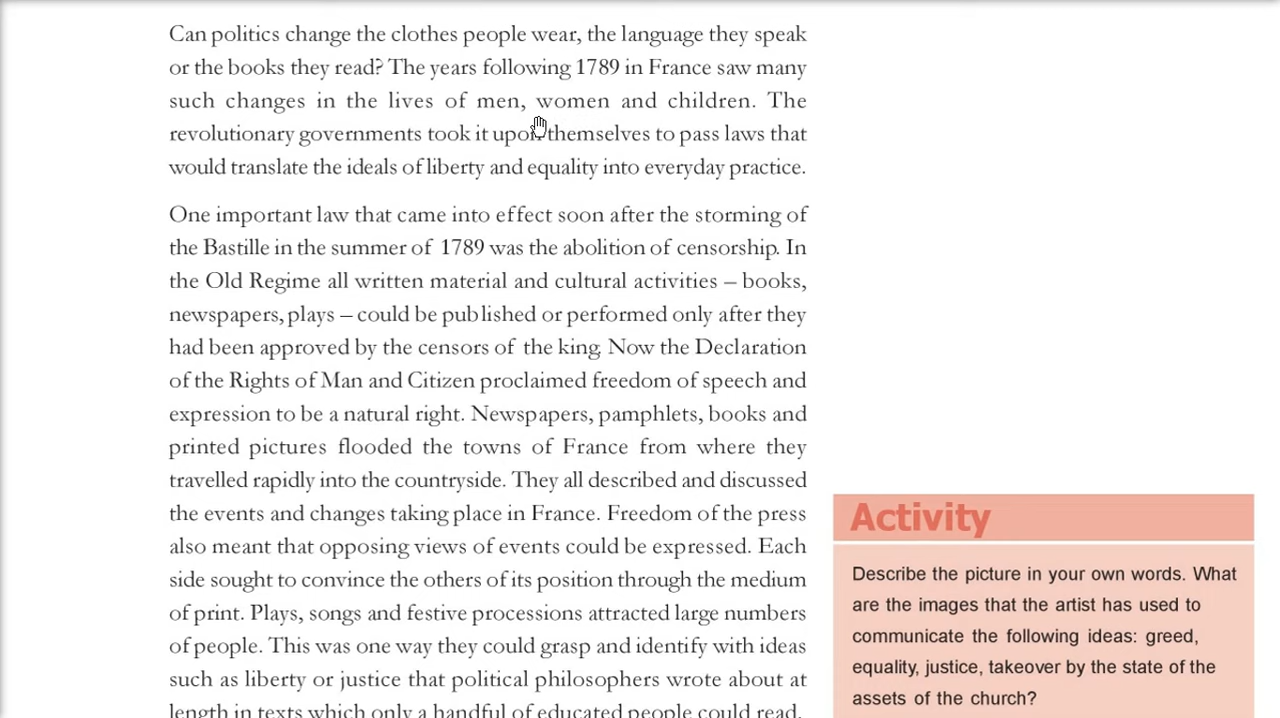 Can politics change the clothes people wear, the language they speak
or the books they read? The years following 1789 in France saw many
such changes in the lives of men, women and children. The
revolutionary governments took it upon themselves to pass laws that
would translate the ideals of liberty and equality into everyday practice.
One important law that came into effect soon after the storming of
the Bastille in the summer of 1789 was the abolition of censorship. In
the Old Regime all written material and cultural activities – books,
newspapers, plays – could be published or performed only after they
had been approved by the censors of the king. Now the Declaration
of the Rights of Man and Citizen proclaimed freedom of speech and
expression to be a natural right. Newspapers, pamphlets, books and
printed pictures flooded the towns of France from where they
travelled rapidly into the countryside. They all described and discussed
the events and changes taking place in France. Freedom of the press
also meant that opposing views of events could be expressed. Each
side sought to convince the others of its position through the medium
of print. Plays, songs and festive processions attracted large numbers
of people. This was one way they could grasp and identify with ideas
such as liberty or justice that political philosophers wrote about at
length in texts which only a handful of educated people could read.
Activity
Describe the picture in your own words. What
are the images that the artist has used to
communicate the following ideas: greed,
equality, justice, takeover by the state of the
assets of the church?